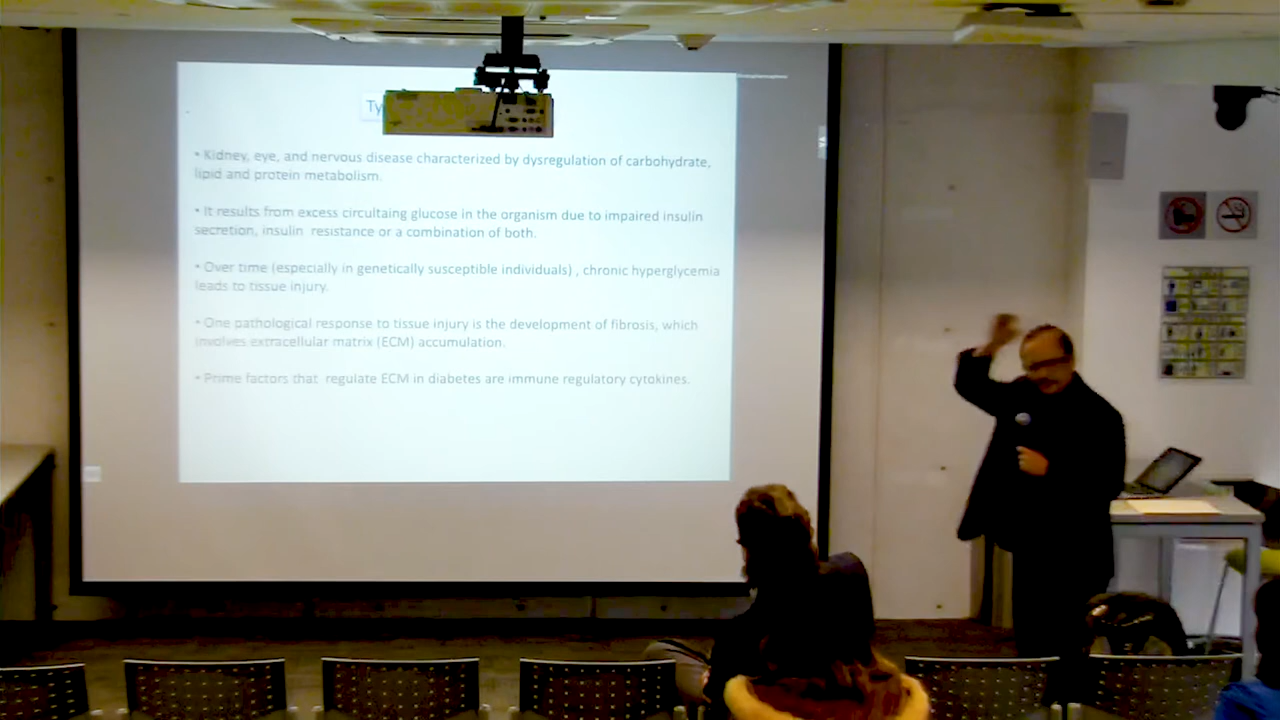 Ty
• Kidney, eye, and nervous disease characterized by dysregulation of carbohydrate,
lipid and protein metabolism.
• It results from excess circultaing glucose in the organism due to impaired insulin
secretion, insulin resistance or a combination of both.
• Over time (especially in genetically susceptible individuals) , chronic hyperglycemia
leads to tissue injury.
• One pathological response to tissue injury is the development of fibrosis, which
involves extracellular matrix (ECM) accumulation.
• Prime factors that regulate ECM in diabetes are immune regulatory cytokines.